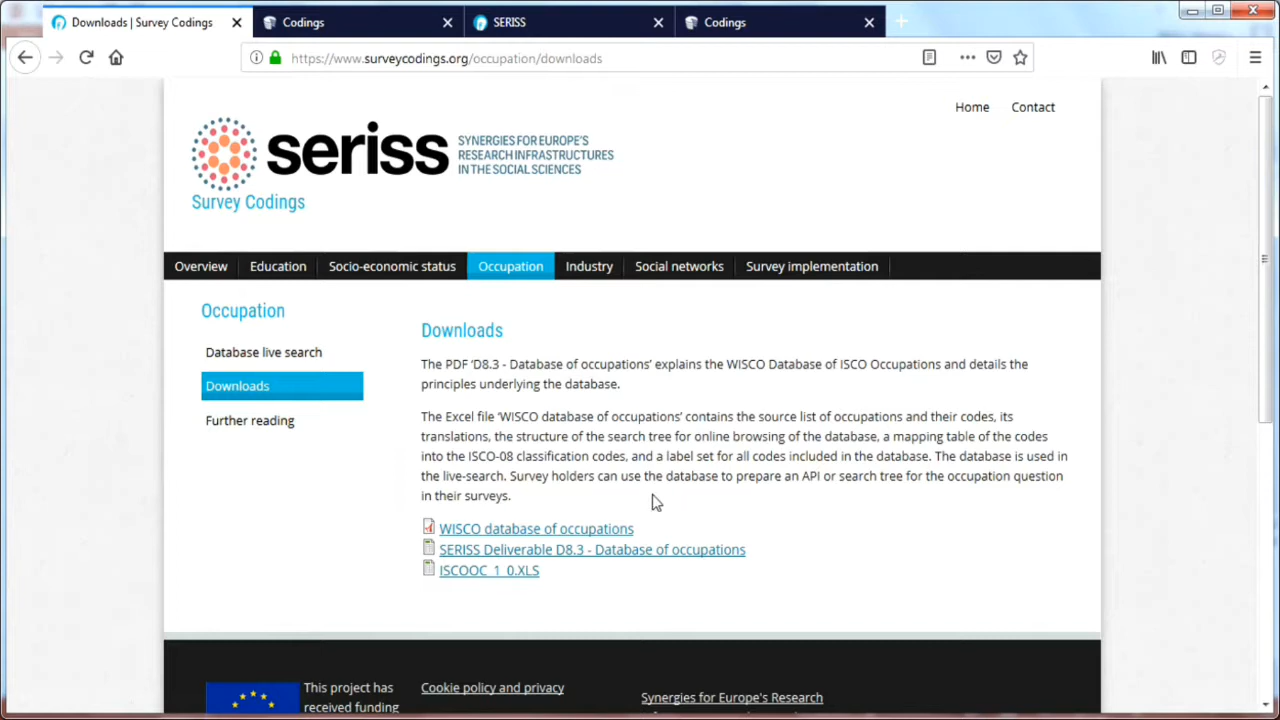 Downloads | Survey Codings
Codings
SERISS
Codings
https://www.surveycodings.org/occupation/downloads
Home
Contact
seriss
SYNERGIES FOR EUROPE'S
RESEARCH INFRASTRUCTURES
IN THE SOCIAL SCIENCES
Survey Codings
Overview
Education
Socio-economic status
Occupation
Industry
Social networks
Survey implementation
Occupation
Database live search
Downloads
Further reading
Downloads
The PDF ‘D8.3 - Database of occupations’ explains the WISCO Database of ISCO Occupations and details the
principles underlying the database.
The Excel file ‘WISCO database of occupations’ contains the source list of occupations and their codes, its
translations, the structure of the search tree for online browsing of the database, a mapping table of the codes
into the ISCO-08 classification codes, and a label set for all codes included in the database. The database is used in
the live-search. Survey holders can use the database to prepare an API or search tree for the occupation question
in their surveys.
WISCO database of occupations
SERISS Deliverable D8.3 - Database of occupations
ISCOOC_1_0.XLS
This project has
received funding
Cookie policy and privacy
Synergies for Europe's Research